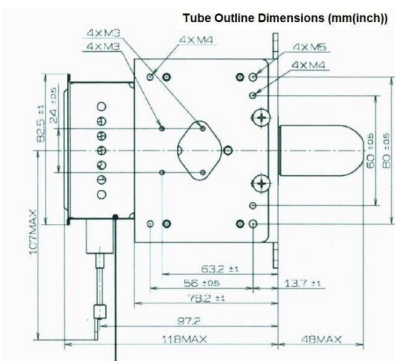 Tube Outline Dimensions (mm(inch))
4×M3
4×M3
4×M4
4×M5
4×M4
82.5 ±1
24 ±0.5
60 ±0.5
80 ±0.5
107MAX
63.2 ±1
56 ±0.5
13.7 ±1
78.2 ±1
97.2
118MAX
48MAX